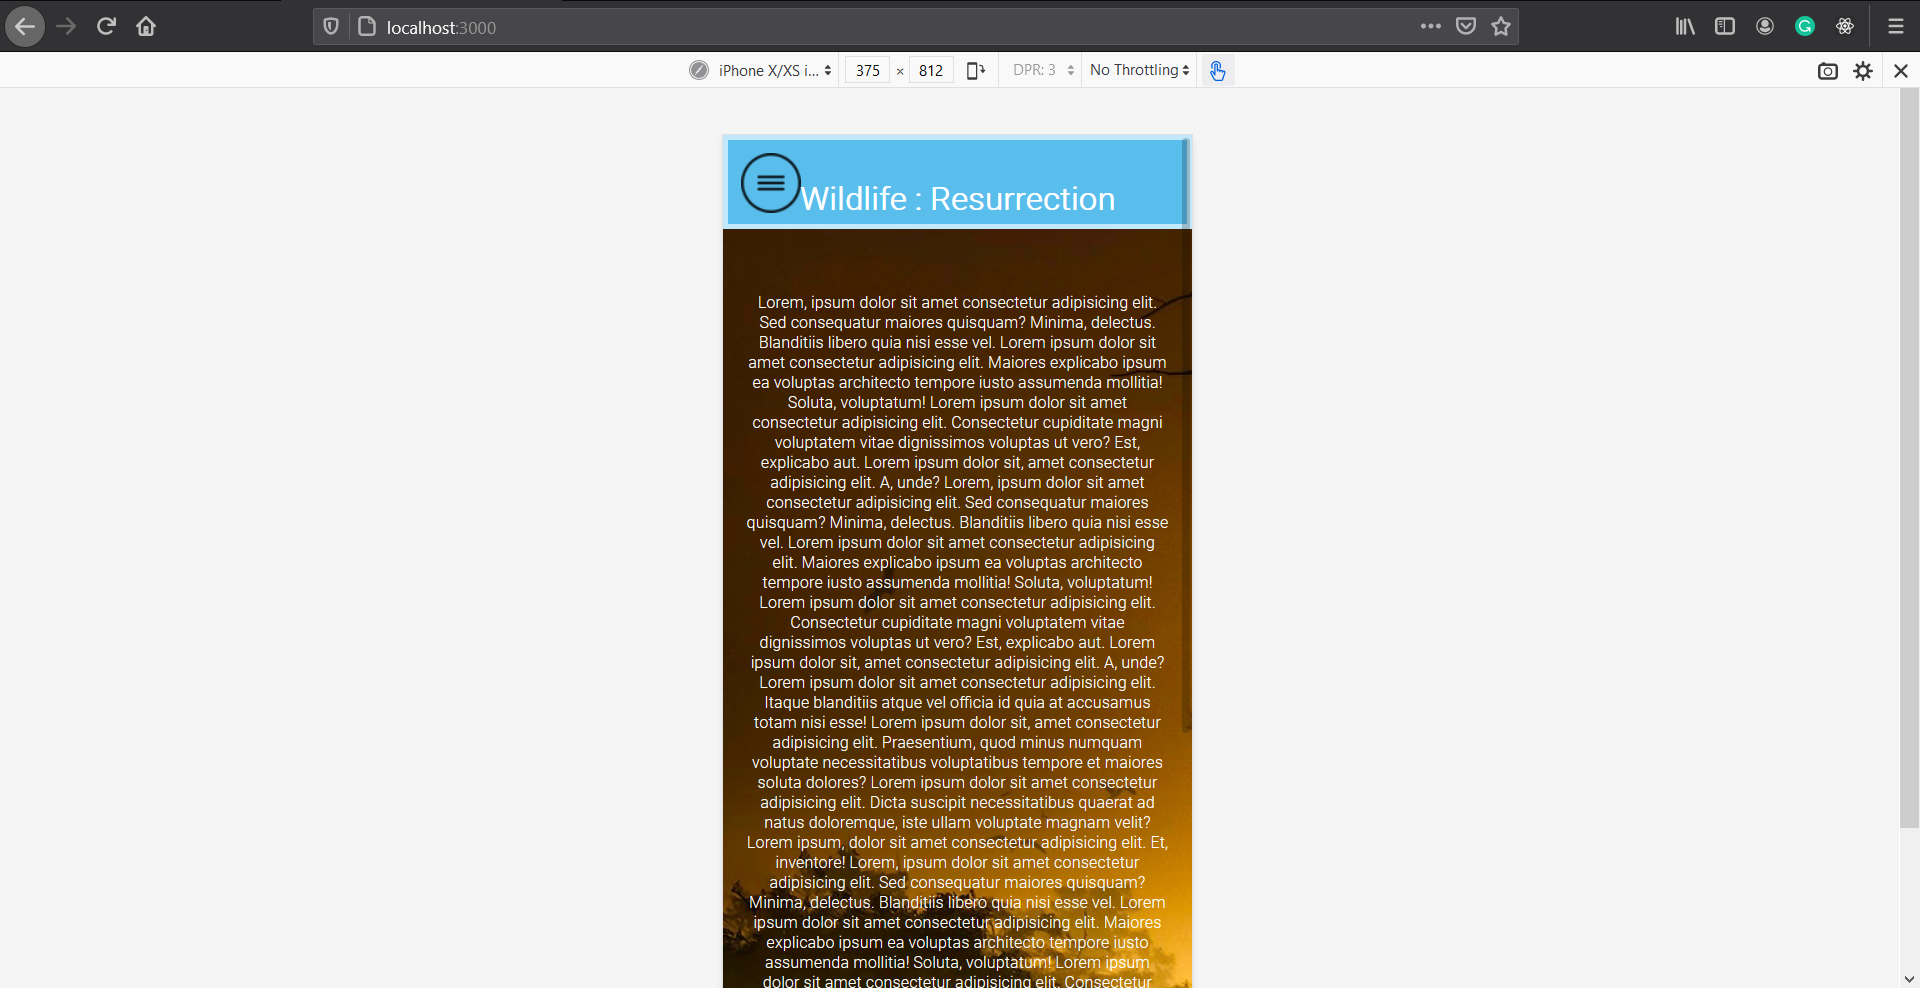 localhost:3000
iPhone X/XS i... 375 × 812 DPR: 3 No Throttling
Wildlife : Resurrection
Lorem, ipsum dolor sit amet consectetur adipisicing elit.
Sed consequatur maiores quisquam? Minima, delectus.
Blanditiis libero quia nisi esse vel. Lorem ipsum dolor sit
amet consectetur adipisicing elit. Maiores explicabo ipsum
ea voluptas architecto tempore iusto assumenda mollitia!
Soluta, voluptatum! Lorem ipsum dolor sit amet
consectetur adipisicing elit. Consectetur cupiditate magni
voluptatem vitae dignissimos voluptas ut vero? Est,
explicabo aut. Lorem ipsum dolor sit, amet consectetur
adipisicing elit. A, unde? Lorem, ipsum dolor sit amet
consectetur adipisicing elit. Sed consequatur maiores
quisquam? Minima, delectus. Blanditiis libero quia nisi esse
vel. Lorem ipsum dolor sit amet consectetur adipisicing
elit. Maiores explicabo ipsum ea voluptas architecto
tempore iusto assumenda mollitia! Soluta, voluptatum!
Lorem ipsum dolor sit amet consectetur adipisicing elit.
Consectetur cupiditate magni voluptatem vitae
dignissimos voluptas ut vero? Est, explicabo aut. Lorem
ipsum dolor sit, amet consectetur adipisicing elit. A, unde?
Lorem ipsum dolor sit amet consectetur adipisicing elit.
Itaque blanditiis atque vel officia id quia at accusamus
totam nisi esse! Lorem ipsum dolor sit, amet consectetur
adipisicing elit. Praesentium, quod minus numquam
voluptate necessitatibus voluptatibus tempore et maiores
soluta dolores? Lorem ipsum dolor sit amet consectetur
adipisicing elit. Dicta suscipit necessitatibus quaerat ad
natus doloremque, iste ullam voluptate magnam velit?
Lorem ipsum, dolor sit amet consectetur adipisicing elit. Et,
inventore! Lorem, ipsum dolor sit amet consectetur
adipisicing elit. Sed consequatur maiores quisquam?
Minima, delectus. Blanditiis libero quia nisi esse vel. Lorem
ipsum dolor sit amet consectetur adipisicing elit. Maiores
explicabo ipsum ea voluptas architecto tempore iusto
assumenda mollitia! Soluta, voluptatum! Lorem ipsum
dolor sit amet consectetur adipisicing elit. Consectetur